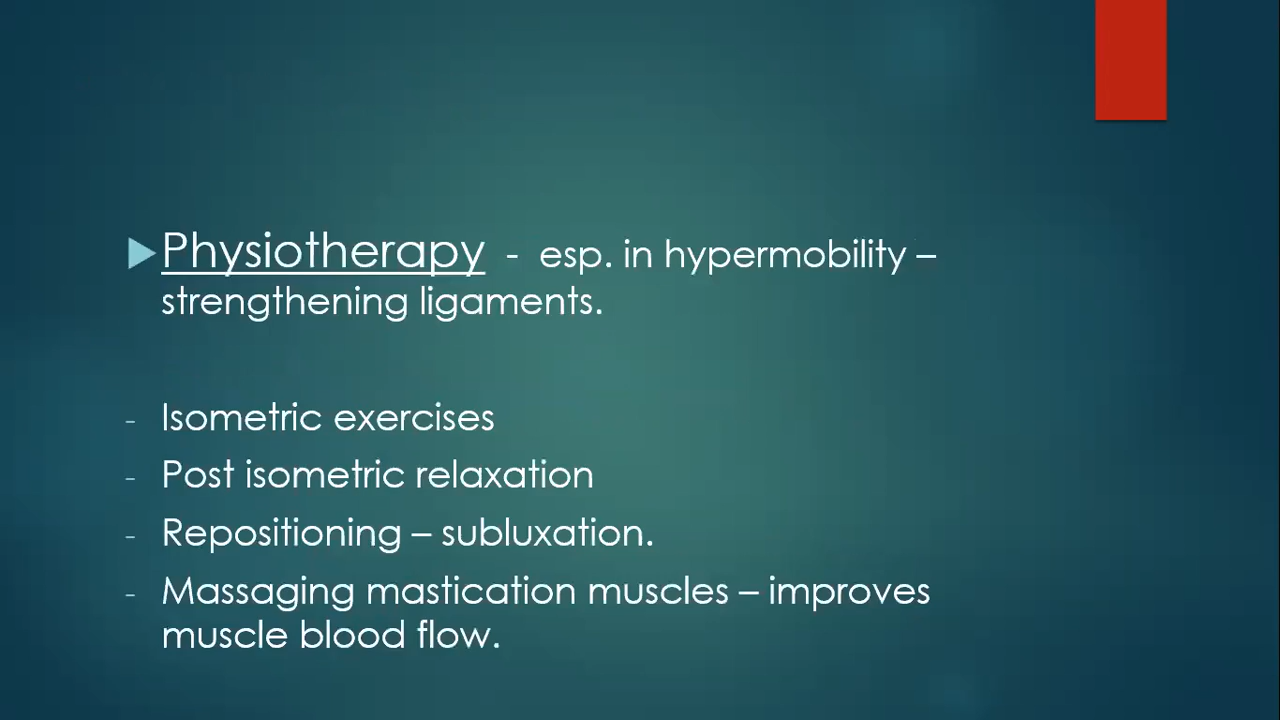 Physiotherapy - esp. in hypermobility –
strengthening ligaments.
- Isometric exercises
- Post isometric relaxation
- Repositioning – subluxation.
- Massaging mastication muscles – improves
muscle blood flow.